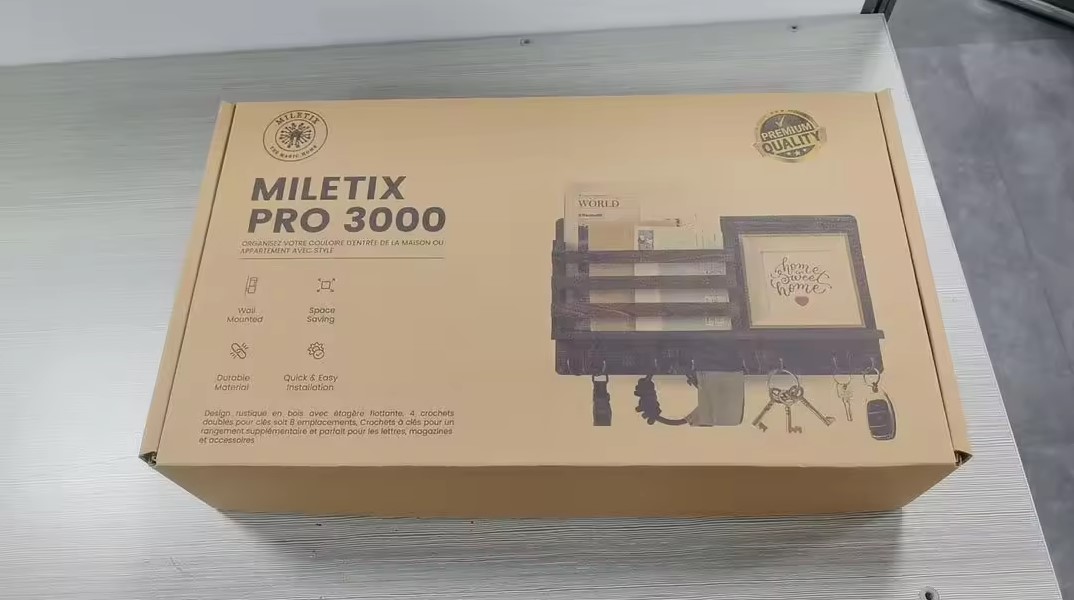 MILETIX
THE MAGIC HOME
PREMIUM
QUALITY
MILETIX
PRO 3000
ORGANISEZ VOTRE COULOIRE D'ENTRÉE DE LA MAISON OU
APPARTEMENT AVEC STYLE
WORLD
home
sweet
home
Wall
Mounted
Space
Saving
Durable
Material
Quick & Easy
Installation
Design rustique en bois avec étagère flottante, 4 crochets
doublés pour clés soit 8 emplacements, Crochets à clés pour un
rangement supplémentaire et parfait pour les lettres, magazines
et accessoires